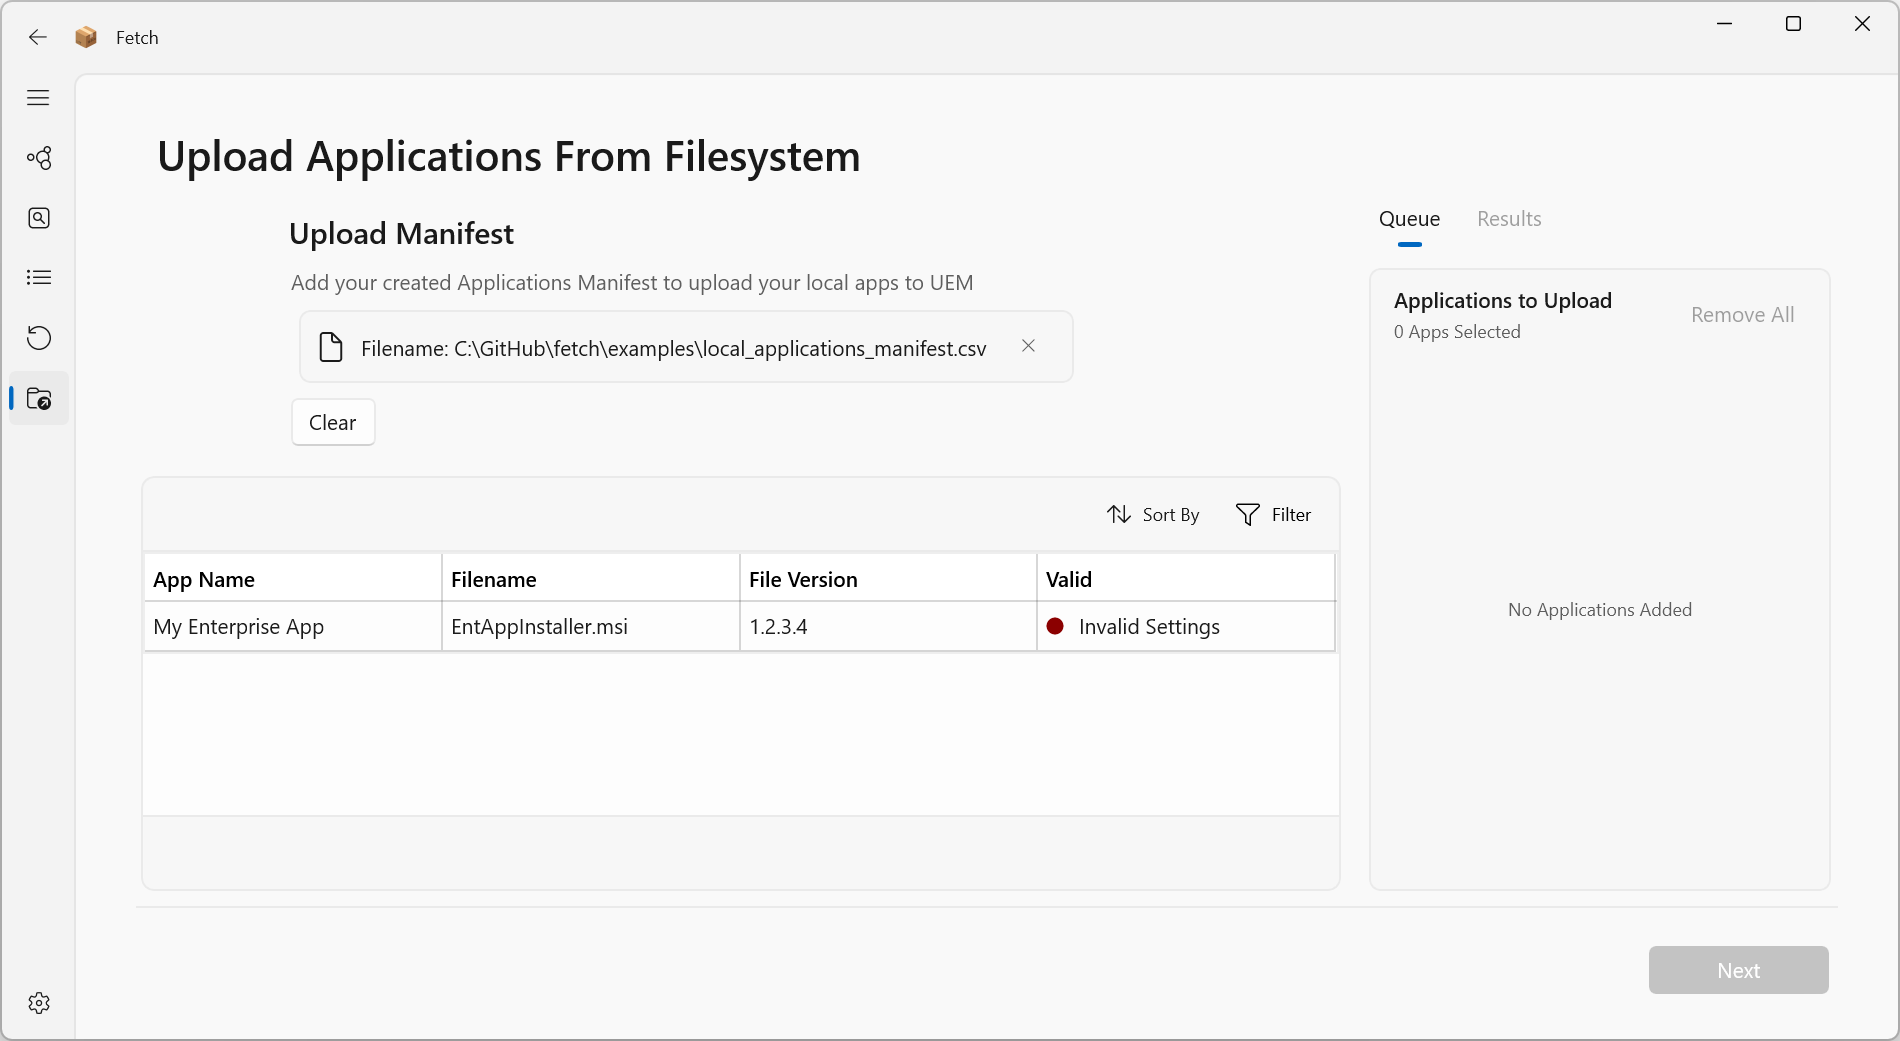 Fetch
Upload Applications From Filesystem
Upload Manifest
Add your created Applications Manifest to upload your local apps to UEM
Filename: C:\GitHub\fetch\examples\local_applications_manifest.csv
Clear
Sort By
Filter
App Name
Filename
File Version
Valid
My Enterprise App
EntAppInstaller.msi
1.2.3.4
Invalid Settings
Queue
Results
Applications to Upload
0 Apps Selected
Remove All
No Applications Added
Next